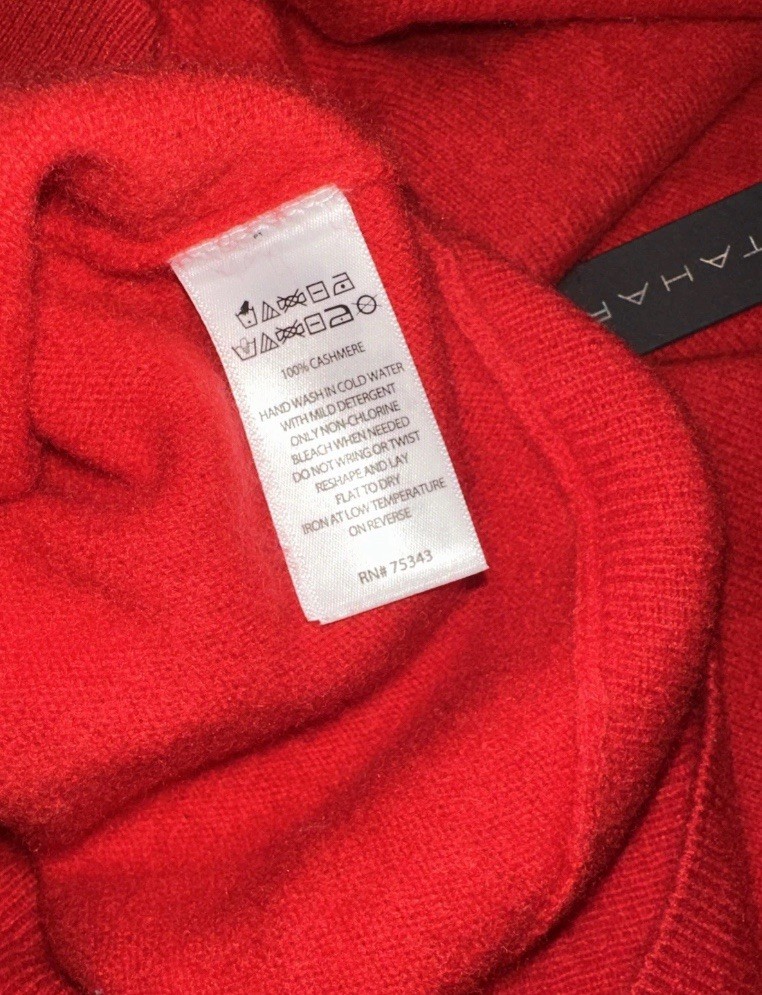 100% CASHMERE
HAND WASH IN COLD WATER
WITH MILD DETERGENT
ONLY NON-CHLORINE
BLEACH WHEN NEEDED
DO NOT WRING OR TWIST
RESHAPE AND LAY
FLAT TO DRY
IRON AT LOW TEMPERATURE
ON REVERSE
RN# 75343
TAHAR